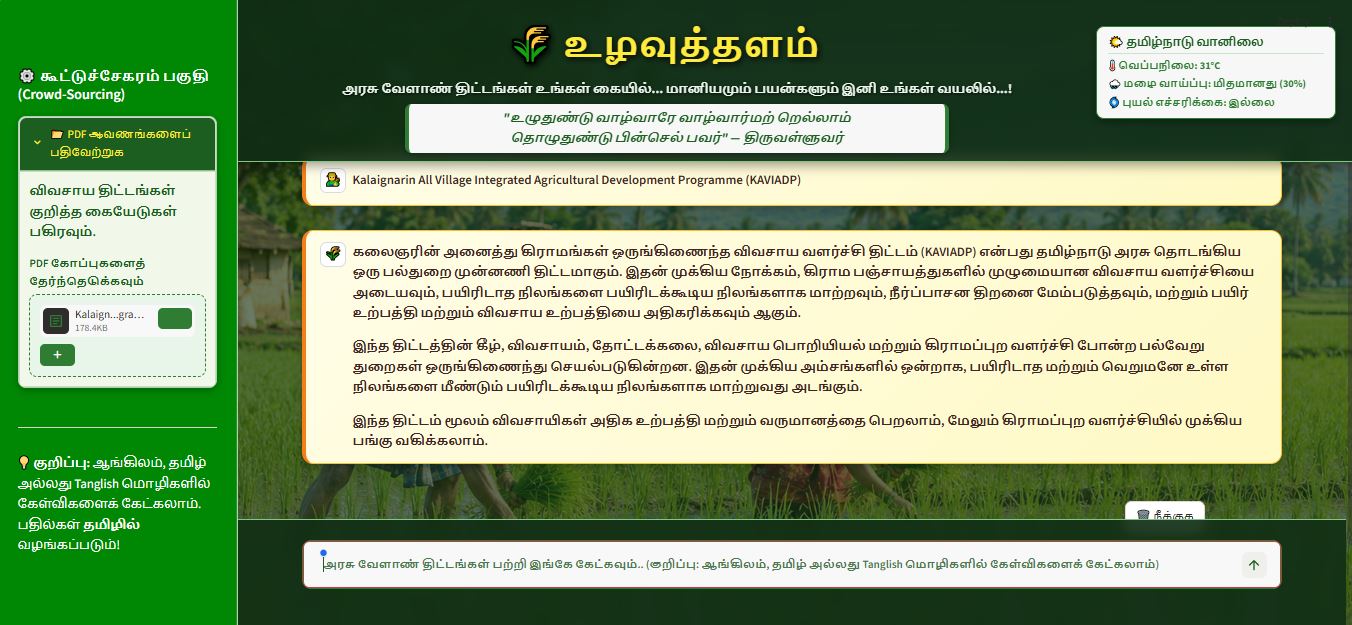 கூட்டுச்சேகரம் பகுதி
(Crowd-Sourcing)
PDF ஆவணங்களைப்
பதிவேற்றுக
விவசாய திட்டங்கள்
குறித்த கையேடுகள்
பகிரவும்.
PDF கோப்புகளைத்
தேர்ந்தெடுக்கவும்
Kalaign...gra...
178.4KB
+
குறிப்பு: ஆங்கிலம், தமிழ்
அல்லது Tanglish மொழிகளில்
கேள்விகளைக் கேட்கலாம்.
பதில்கள் தமிழில்
வழங்கப்படும்!
உழவுத்தளம்
அரசு வேளாண் திட்டங்கள் உங்கள் கையில்... மானியமும் பயன்களும் இனி உங்கள் வயலில்...!
"உழுதுண்டு வாழ்வாரே வாழ்வார்மற் றெல்லாம்
தொழுதுண்டு பின்செல் பவர்" – திருவள்ளுவர்
தமிழ்நாடு வானிலை
வெப்பநிலை: 31°C
மழை வாய்ப்பு: மிதமானது (30%)
புயல் எச்சரிக்கை: இல்லை
Kalaignarin All Village Integrated Agricultural Development Programme (KAVIADP)
கலைஞரின் அனைத்து கிராமங்கள் ஒருங்கிணைந்த விவசாய வளர்ச்சி திட்டம் (KAVIADP) என்பது தமிழ்நாடு அரசு தொடங்கிய
ஒரு பல்துறை முன்னணி திட்டமாகும். இதன் முக்கிய நோக்கம், கிராம பஞ்சாயத்துகளில் முழுமையான விவசாய வளர்ச்சியை
அடையவும், பயிரிடாத நிலங்களை பயிரிடக்கூடிய நிலங்களாக மாற்றவும், நீர்ப்பாசன திறனை மேம்படுத்தவும், மற்றும் பயிர்
உற்பத்தி மற்றும் விவசாய உற்பத்தியை அதிகரிக்கவும் ஆகும்.
இந்த திட்டத்தின் கீழ், விவசாயம், தோட்டக்கலை, விவசாய பொறியியல் மற்றும் கிராமப்புற வளர்ச்சி போன்ற பல்வேறு
துறைகள் ஒருங்கிணைந்து செயல்படுகின்றன. இதன் முக்கிய அம்சங்களில் ஒன்றாக, பயிரிடாத மற்றும் வெறுமனே உள்ள
நிலங்களை மீண்டும் பயிரிடக்கூடிய நிலங்களாக மாற்றுவது அடங்கும்.
இந்த திட்டம் மூலம் விவசாயிகள் அதிக உற்பத்தி மற்றும் வருமானத்தை பெறலாம், மேலும் கிராமப்புற வளர்ச்சியில் முக்கிய
பங்கு வகிக்கலாம்.
நீக்குக
அரசு வேளாண் திட்டங்கள் பற்றி இங்கே கேட்கவும்.. (குறிப்பு: ஆங்கிலம், தமிழ் அல்லது Tanglish மொழிகளில் கேள்விகளைக் கேட்கலாம்)